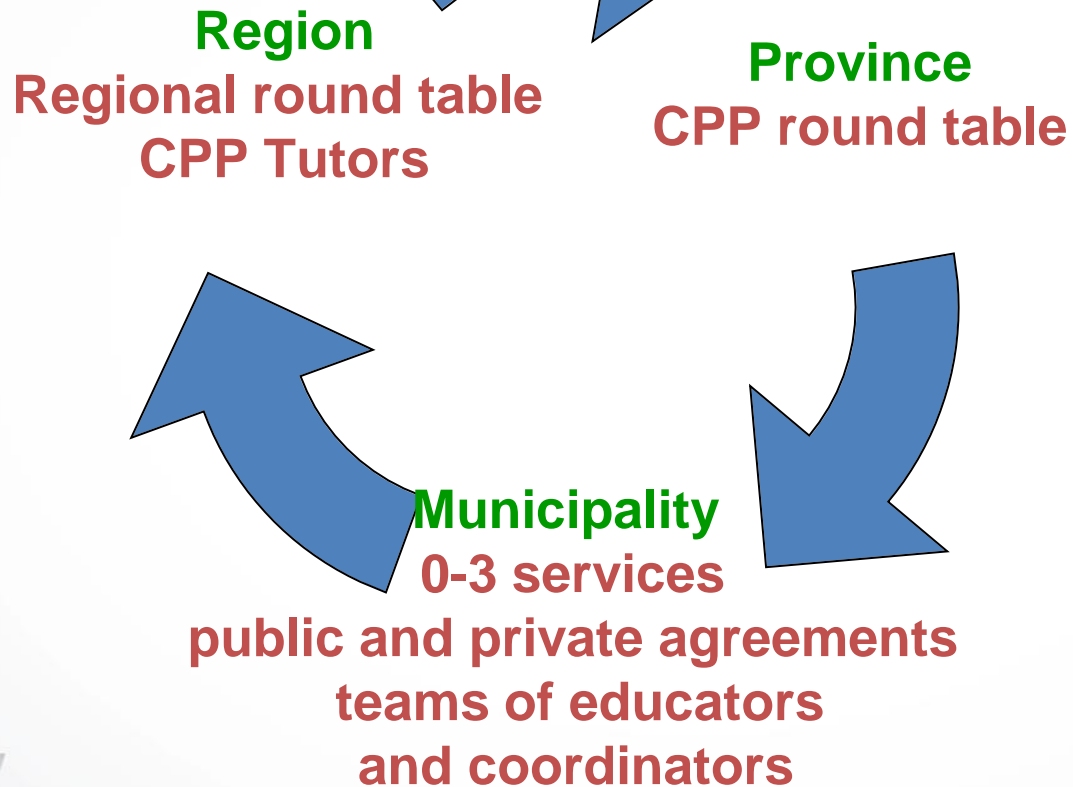 Region
Regional round table
CPP Tutors
Province
CPP round table
Municipality
0-3 services
public and private agreements
teams of educators
and coordinators